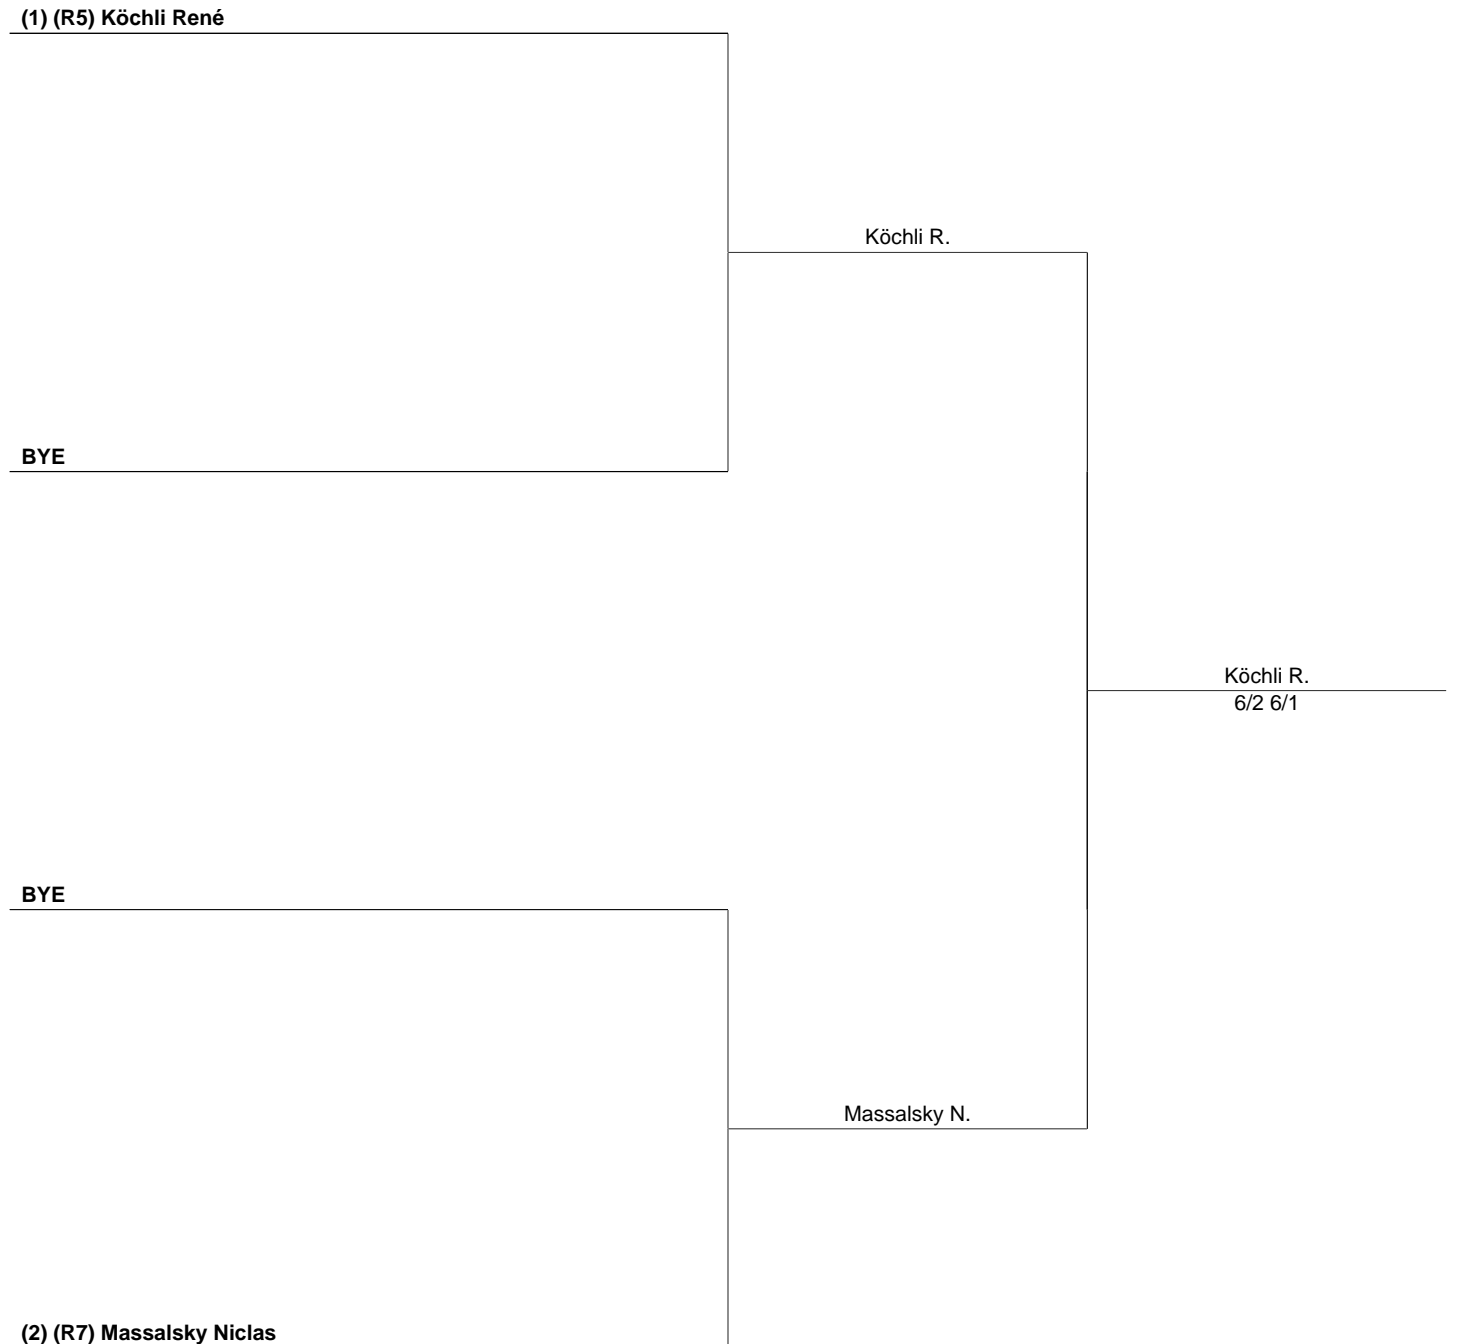 (1) (R5) Köchli René
Köchli R.
BYE
Köchli R.
6/2 6/1
BYE
Massalsky N.
(2) (R7) Massalsky Niclas